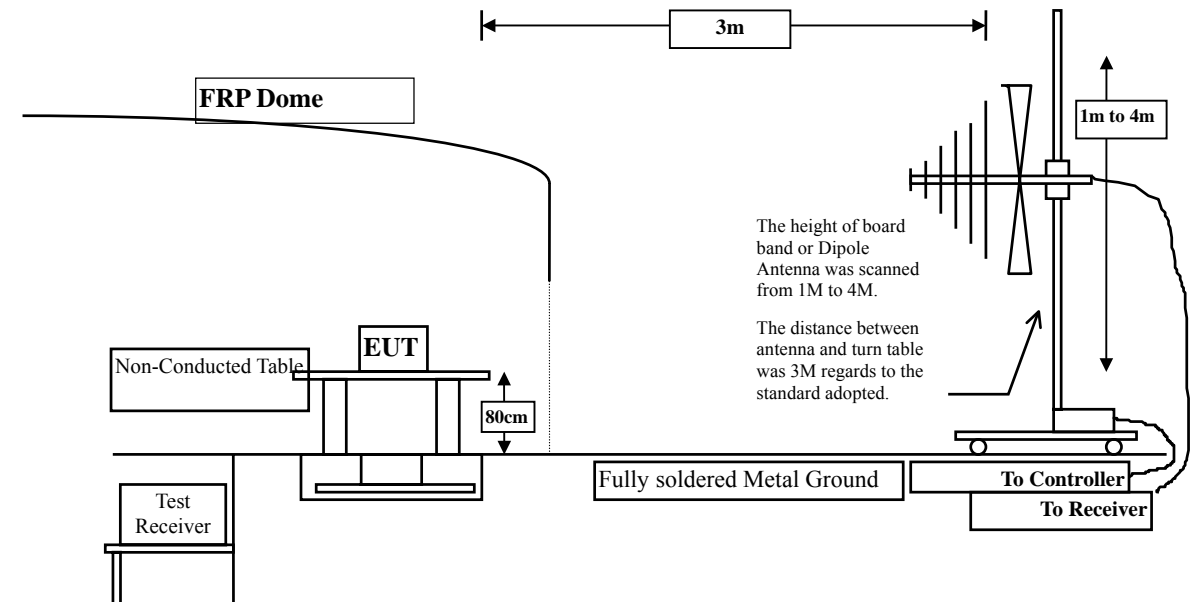 3m
FRP Dome
1m to 4m
The height of board
band or Dipole
Antenna was scanned
from 1M to 4M.
The distance between
antenna and turn table
was 3M regards to the
standard adopted.
EUT
Non-Conducted Table
80cm
Fully soldered Metal Ground
To Controller
To Receiver
Test
Receiver